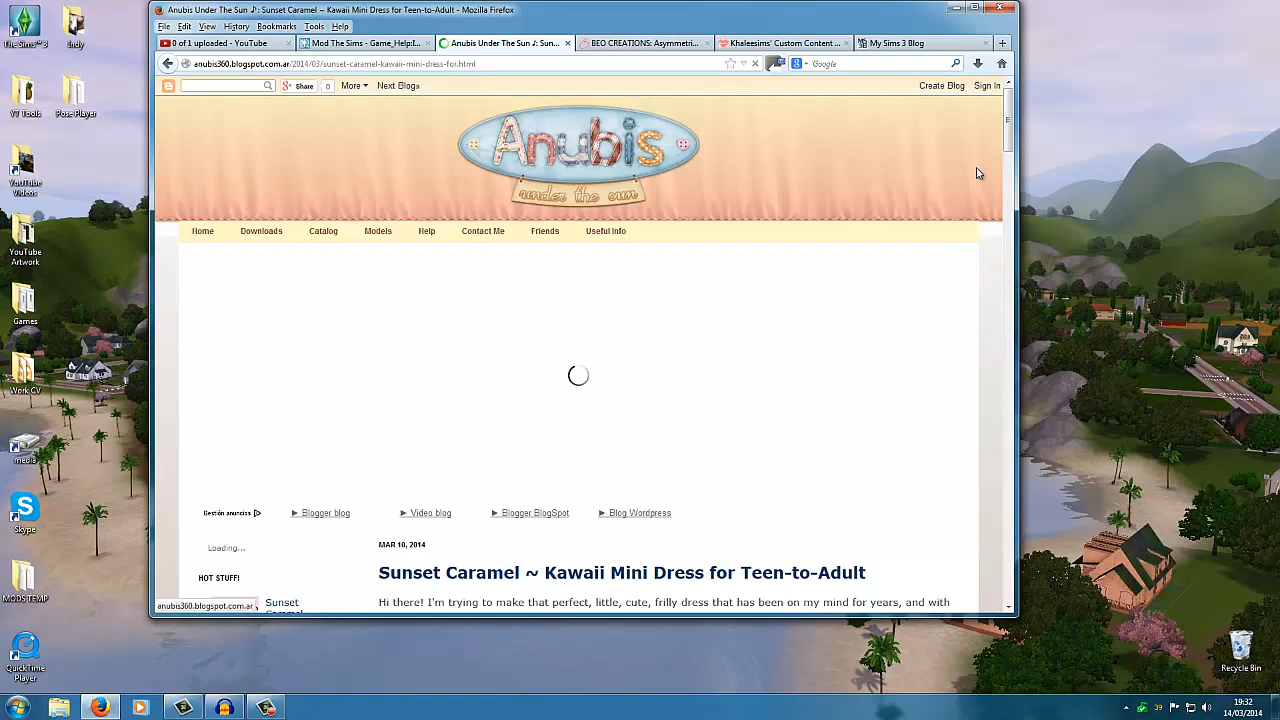 Anubis Under The Sun ♪: Sunset Caramel ~ Kawaii Mini Dress for Teen-to-Adult - Mozilla Firefox
File Edit View History Bookmarks Tools Help
0 of 1 uploaded - YouTube
Mod The Sims - Game_Help:I...
Anubis Under The Sun ♪: Sun...
BEO CREATIONS: Asymmetri...
Khaleesims' Custom Content ...
My Sims 3 Blog
anubis360.blogspot.com.ar/2014/03/sunset-caramel-kawaii-mini-dress-for.html
Google
Share 0 More Next Blog» Create Blog Sign In
Anubis
under the sun
Home Downloads Catalog Models Help Contact Me Friends Useful Info
Gestión anuncios ► Blogger blog ► Video blog ► Blogger BlogSpot ► Blog Wordpress
MAR 10, 2014
Loading...
Sunset Caramel ~ Kawaii Mini Dress for Teen-to-Adult
HOT STUFF!
Hi there! I'm trying to make that perfect, little, cute, frilly dress that has been on my mind for years, and with
Sunset
Caramel
anubis360.blogspot.com.ar
The Sims™ 3
Indy
YT Tools
Pose Player
YouTube Videos
YouTube Artwork
Games
Work CV
media
Skype
MODS TEMP
QuickTime Player
Recycle Bin
39
19:32
14/03/2014